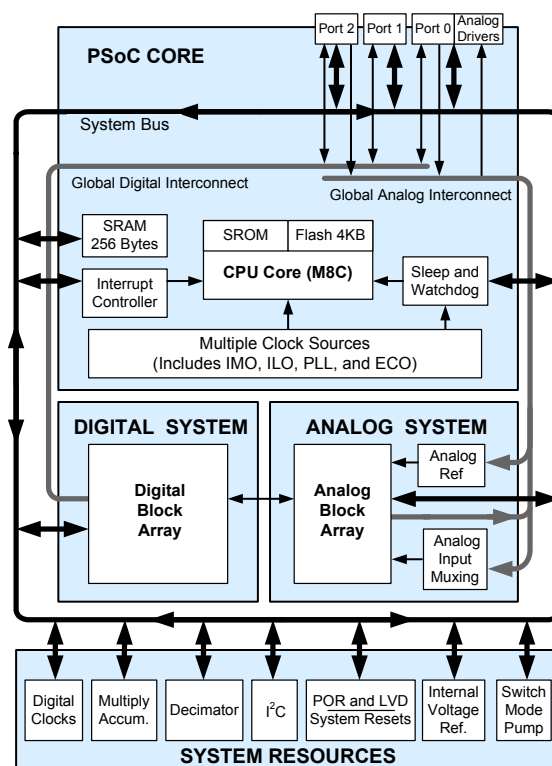 Port 2
Port 1
Port 0
Analog
Drivers
PSoC CORE
System Bus
Global Digital Interconnect
Global Analog Interconnect
SRAM
256 Bytes
SROM
Flash 4KB
CPU Core (M8C)
Interrupt
Controller
Sleep and
Watchdog
Multiple Clock Sources
(Includes IMO, ILO, PLL, and ECO)
DIGITAL SYSTEM
ANALOG SYSTEM
Digital
Block
Array
Analog
Block
Array
Analog
Ref
Analog
Input
Muxing
Digital
Clocks
Multiply
Accum.
Decimator
I²C
POR and LVD
System Resets
Internal
Voltage
Ref.
Switch
Mode
Pump
SYSTEM RESOURCES